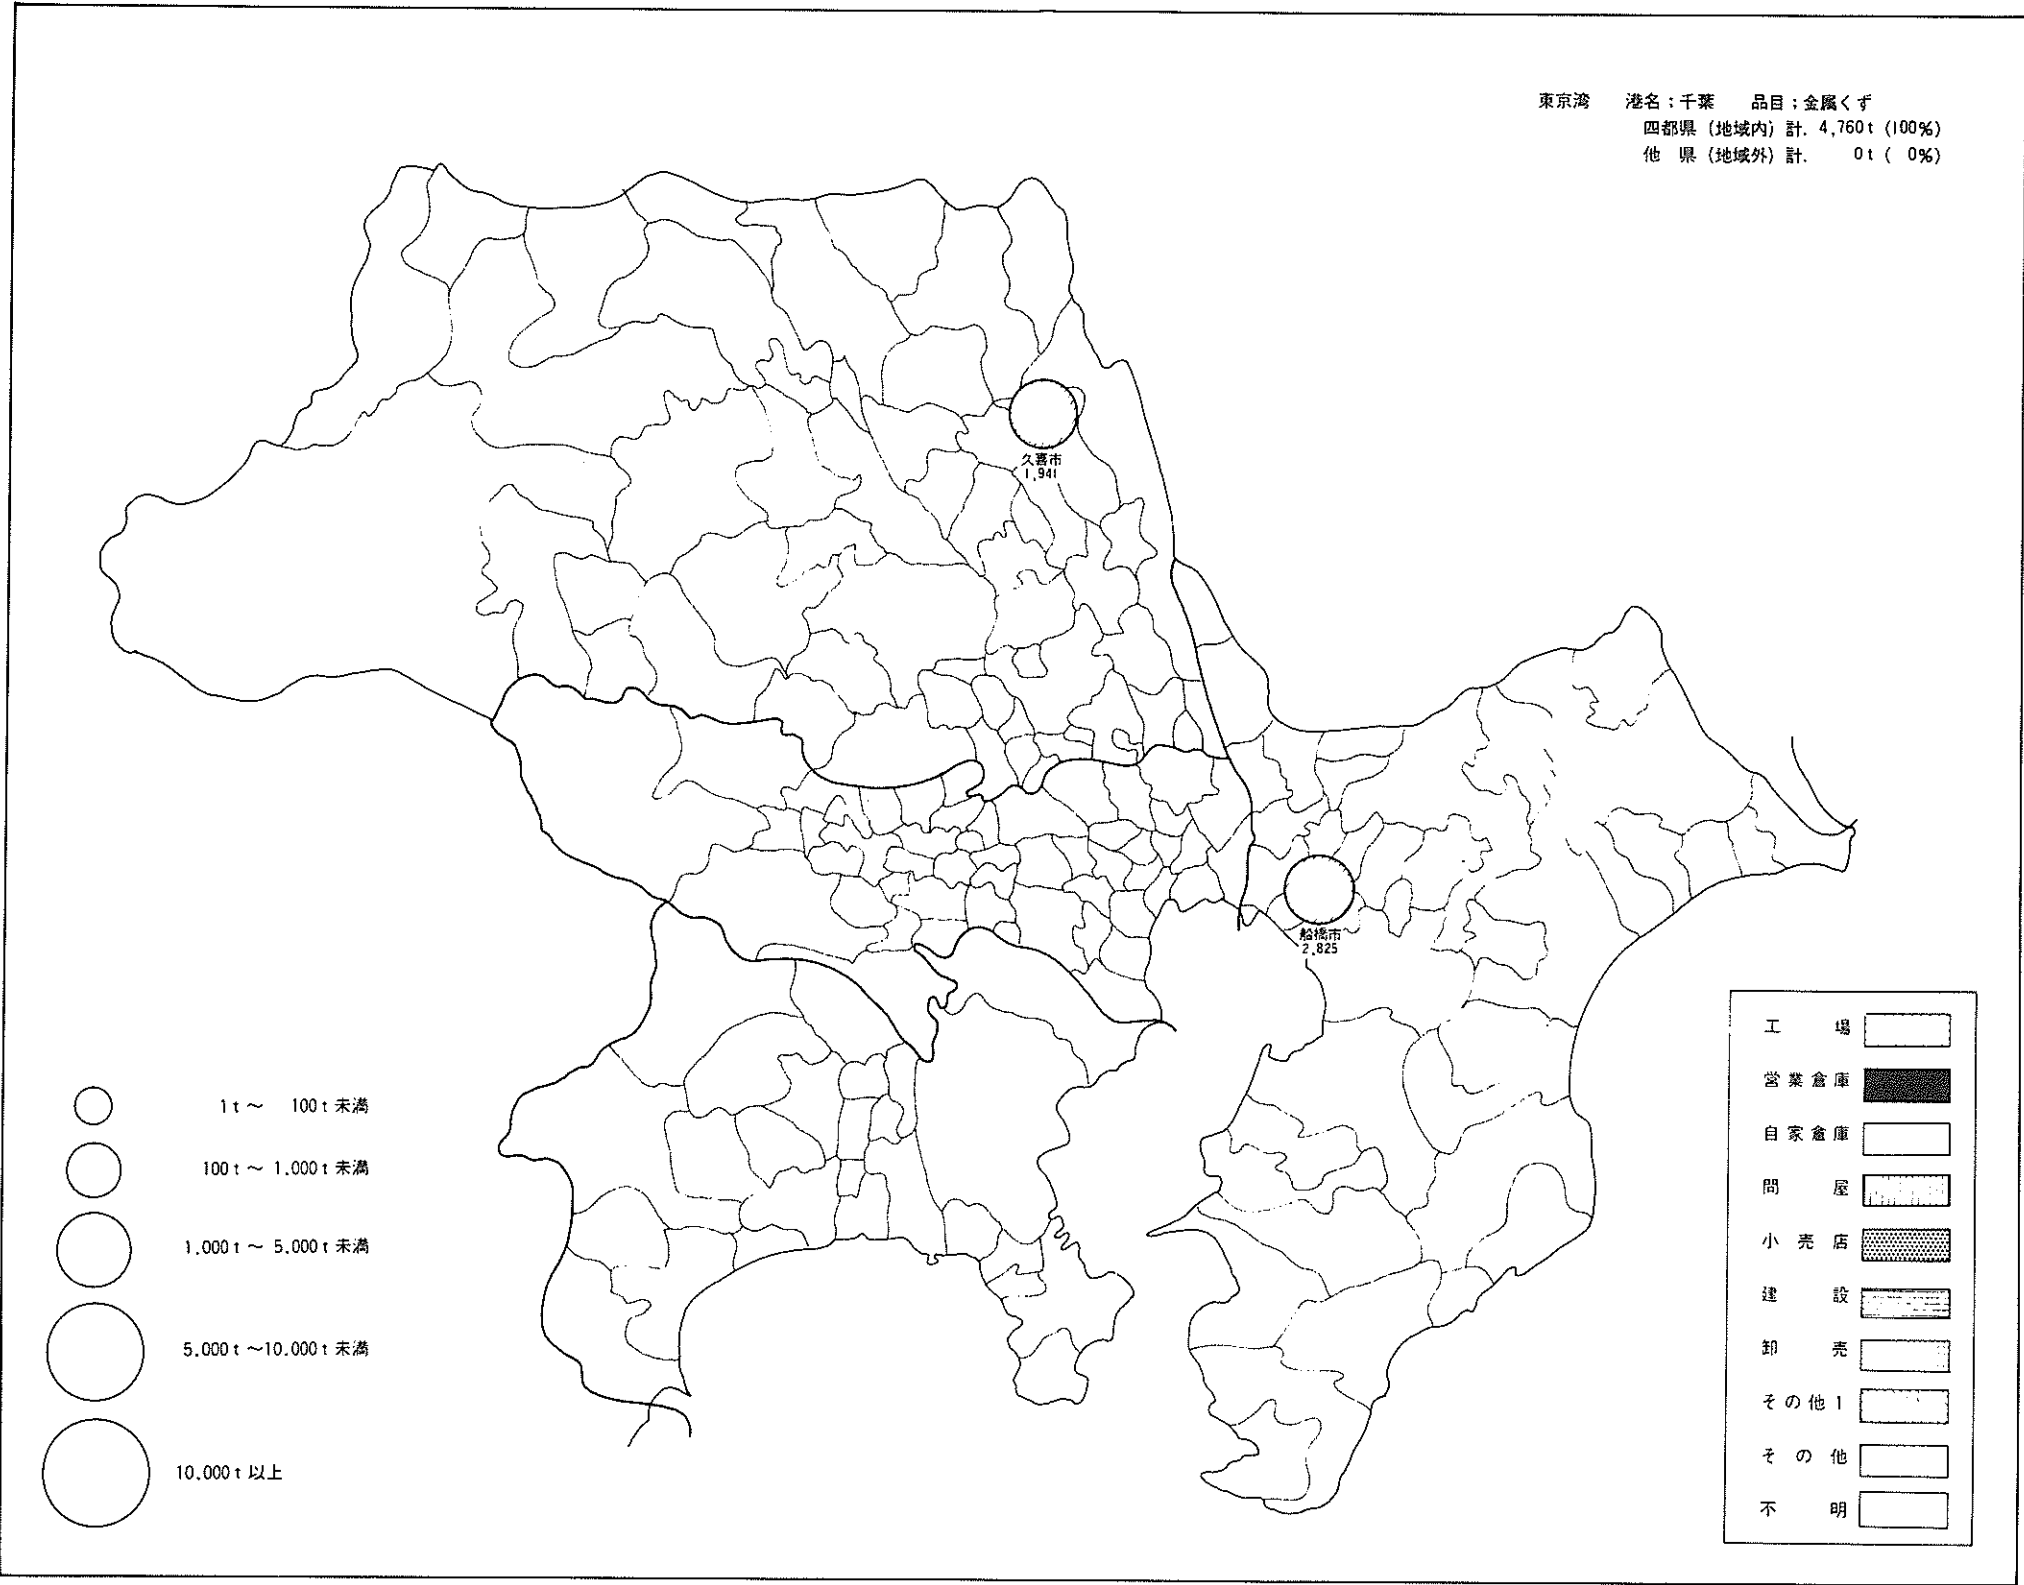 東京湾 港名；千葉 品目；金属くず
四都県（地域内）計. 4,760t (100%)
他 県（地域外）計. 0t ( 0%)
久喜市
1,941
船橋市
2,825
1t～ 100t未満
100t～ 1.000t未満
1.000t～ 5.000t未満
5.000t～10.000t未満
10.000t以上
工 場
営業倉庫
自家倉庫
問 屋
小売店
建 設
卸 売
その他1
その他
不 明